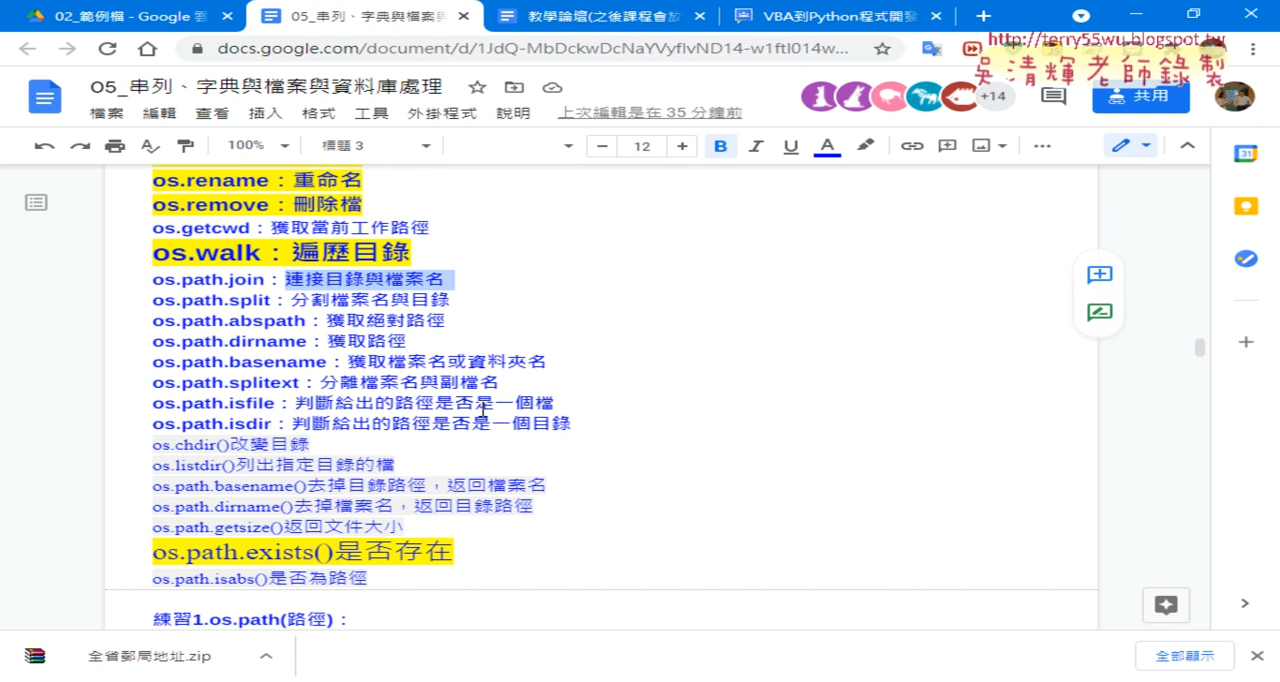 02_範例檔 - Google 雲
05_串列、字典與檔案與
教學論壇(之後課程會放
VBA到Python程式開發
docs.google.com/document/d/1JdQ-MbDckwDcNaYVyflvND14-w1ftI014w...
http://terry55wu.blogspot.tw
吳清輝老師錄製
05_串列、字典與檔案與資料庫處理
檔案 編輯 查看 插入 格式 工具 外掛程式 說明 上次編輯是在 35 分鐘前
+14
共用
100% 標題 3 12 B I U A
os.rename：重命名
os.remove：刪除檔
os.getcwd：獲取當前工作路徑
os.walk：遍歷目錄
os.path.join：連接目錄與檔案名
os.path.split：分割檔案名與目錄
os.path.abspath：獲取絕對路徑
os.path.dirname：獲取路徑
os.path.basename：獲取檔案名或資料夾名
os.path.splitext：分離檔案名與副檔名
os.path.isfile：判斷給出的路徑是否是一個檔
os.path.isdir：判斷給出的路徑是否是一個目錄
os.chdir()改變目錄
os.listdir()列出指定目錄的檔
os.path.basename()去掉目錄路徑，返回檔案名
os.path.dirname()去掉檔案名，返回目錄路徑
os.path.getsize()返回文件大小
os.path.exists()是否存在
os.path.isabs()是否為路徑
練習1.os.path(路徑)：
全省郵局地址.zip
全部顯示
31